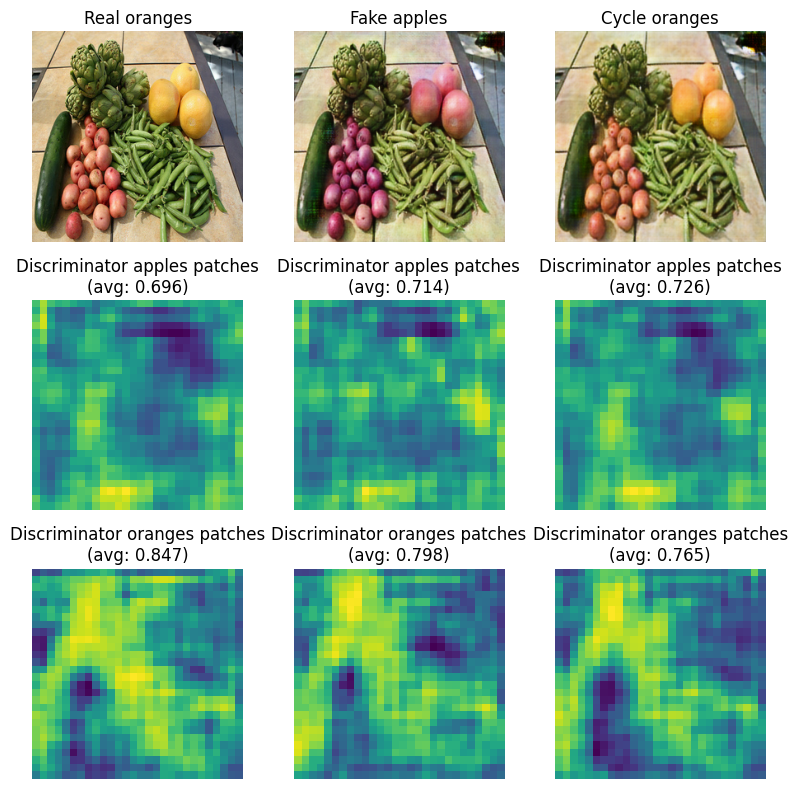 Real oranges
Fake apples
Cycle oranges
Discriminator apples patches
(avg: 0.696)
Discriminator apples patches
(avg: 0.714)
Discriminator apples patches
(avg: 0.726)
Discriminator oranges patches
(avg: 0.847)
Discriminator oranges patches
(avg: 0.798)
Discriminator oranges patches
(avg: 0.765)